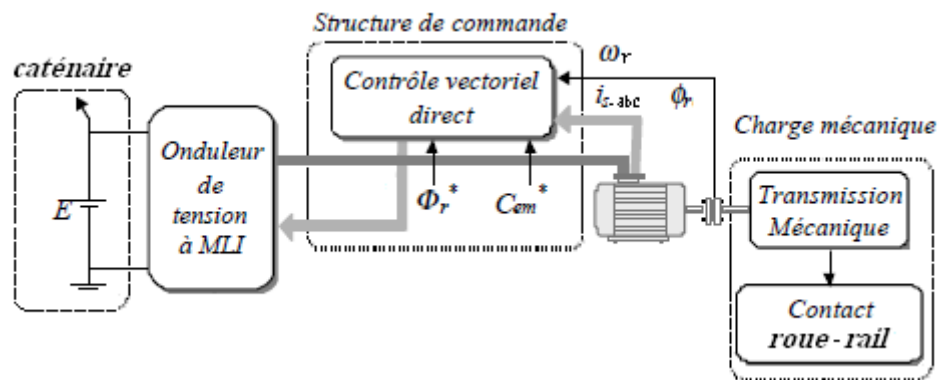 Structure de commande
caténaire
E
Onduleur
de
tension
à MLI
Contrôle vectoriel
direct
Φr*
Cem*
ωr
is-abc
ϕr
Charge mécanique
Transmission
Mécanique
Contact
roue - rail